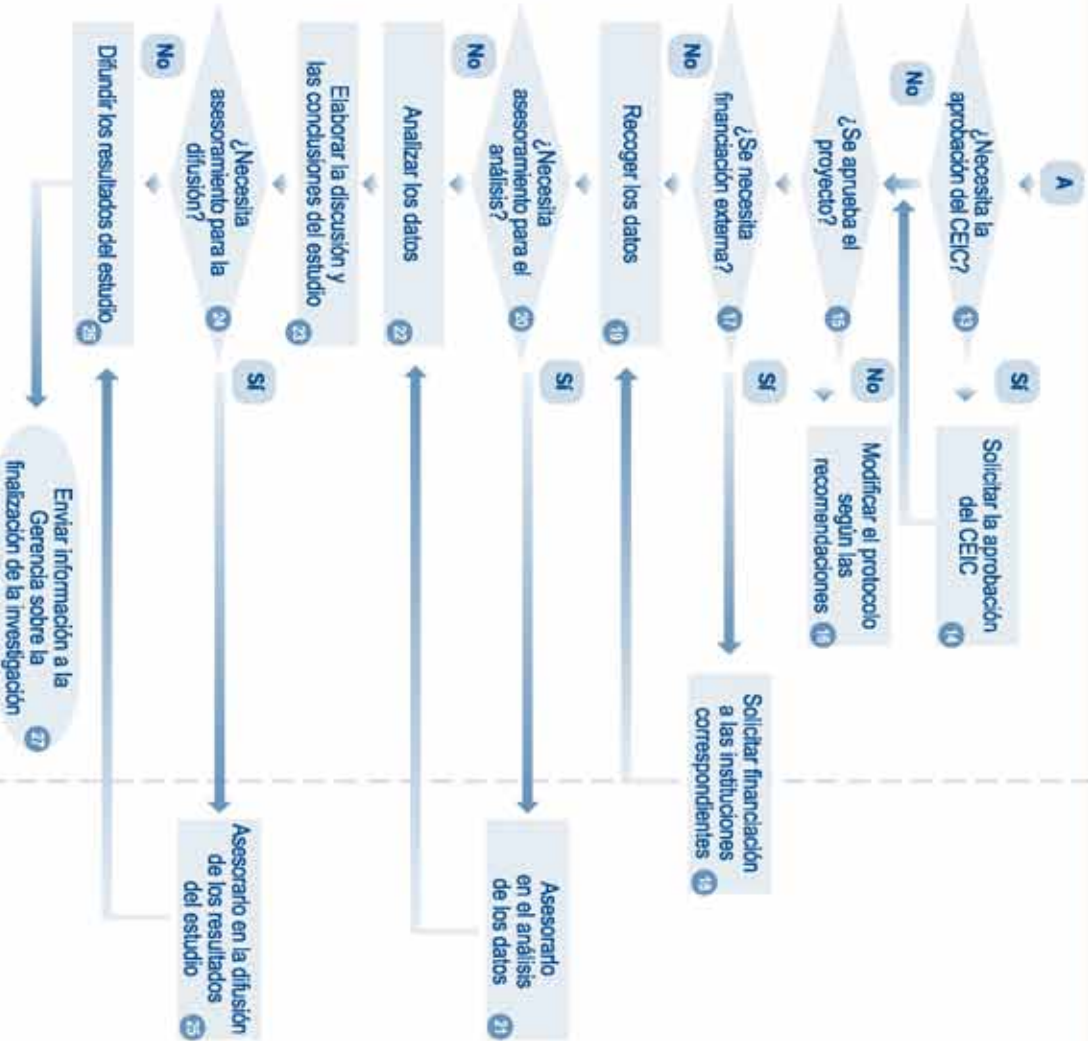 A
¿Necesita la
aprobación del CEIC?
13
Sí
Solicitar la aprobación
del CEIC
14
No
¿Se aprueba el
proyecto?
15
No
Modificar el protocolo
según las
recomendaciones
16
¿Se necesita
financiación externa?
17
Sí
Solicitar financiación
a las instituciones
correspondientes
No
Recoger los datos
19
¿Necesita
asesoramiento para el
análisis?
20
Sí
Asesorarlo
en el análisis
de los datos
21
No
Analizar los datos
22
Elaborar la discusión y
las conclusiones del estudio
23
¿Necesita
asesoramiento para la
difusión?
24
Sí
Asesorarlo en la difusión
de los resultados
del estudio
25
No
Difundir los resultados del estudio
Enviar información a la
Gerencia sobre la
finalización de la investigación
27